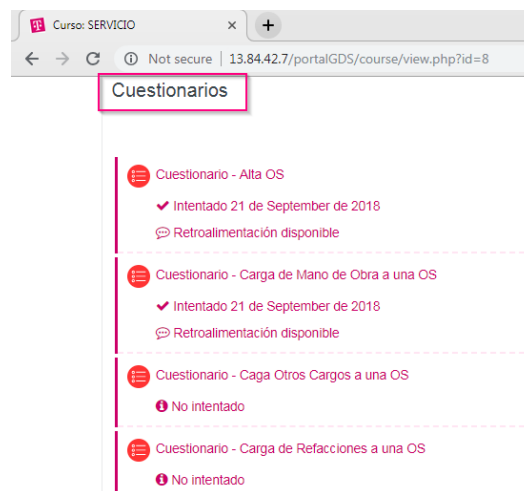 Curso: SERVICIO
Not secure | 13.84.42.7/portalGDS/course/view.php?id=8
Cuestionarios
Cuestionario - Alta OS
Intentado 21 de September de 2018
Retroalimentación disponible
Cuestionario - Carga de Mano de Obra a una OS
Intentado 21 de September de 2018
Retroalimentación disponible
Cuestionario - Caga Otros Cargos a una OS
No intentado
Cuestionario - Carga de Refacciones a una OS
No intentado